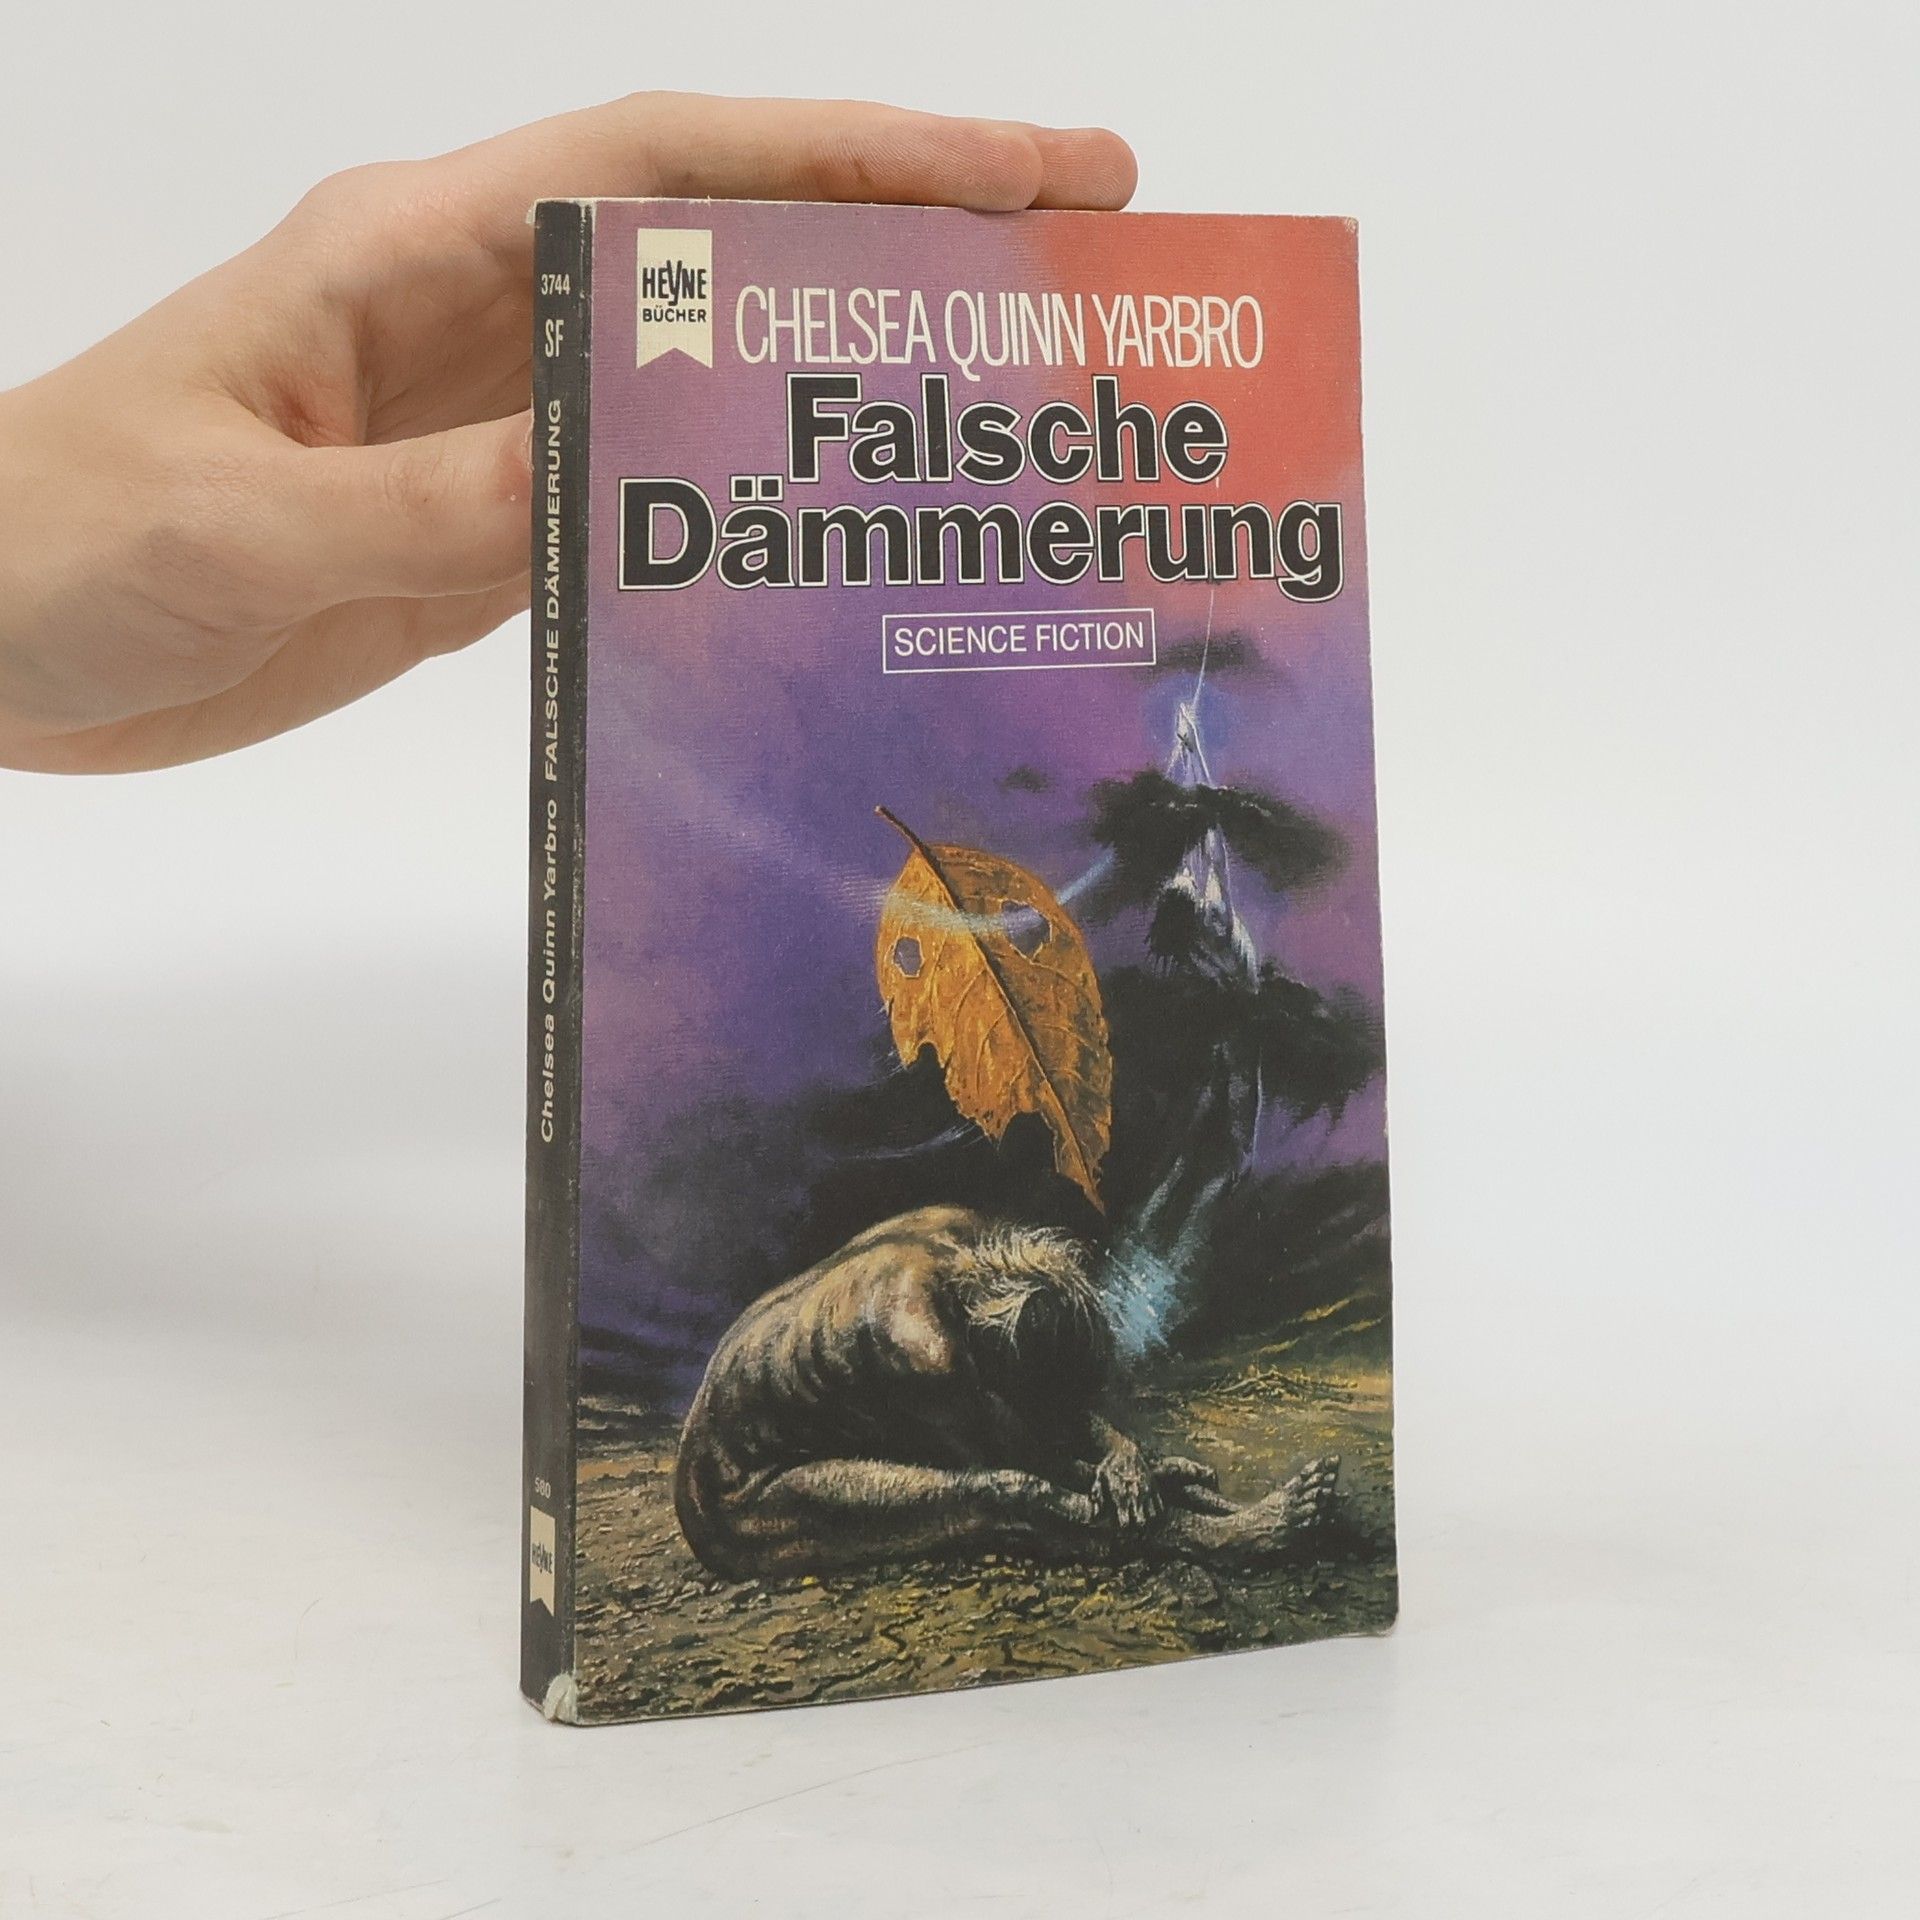 HEYNE
BÜCHER
CHELSEA QUINN YARBRO
Falsche
Dämmerung
SCIENCE FICTION
3744
SF
Chelsea Quinn Yarbro FALSCHE DÄMMERUNG
580
HEYNE